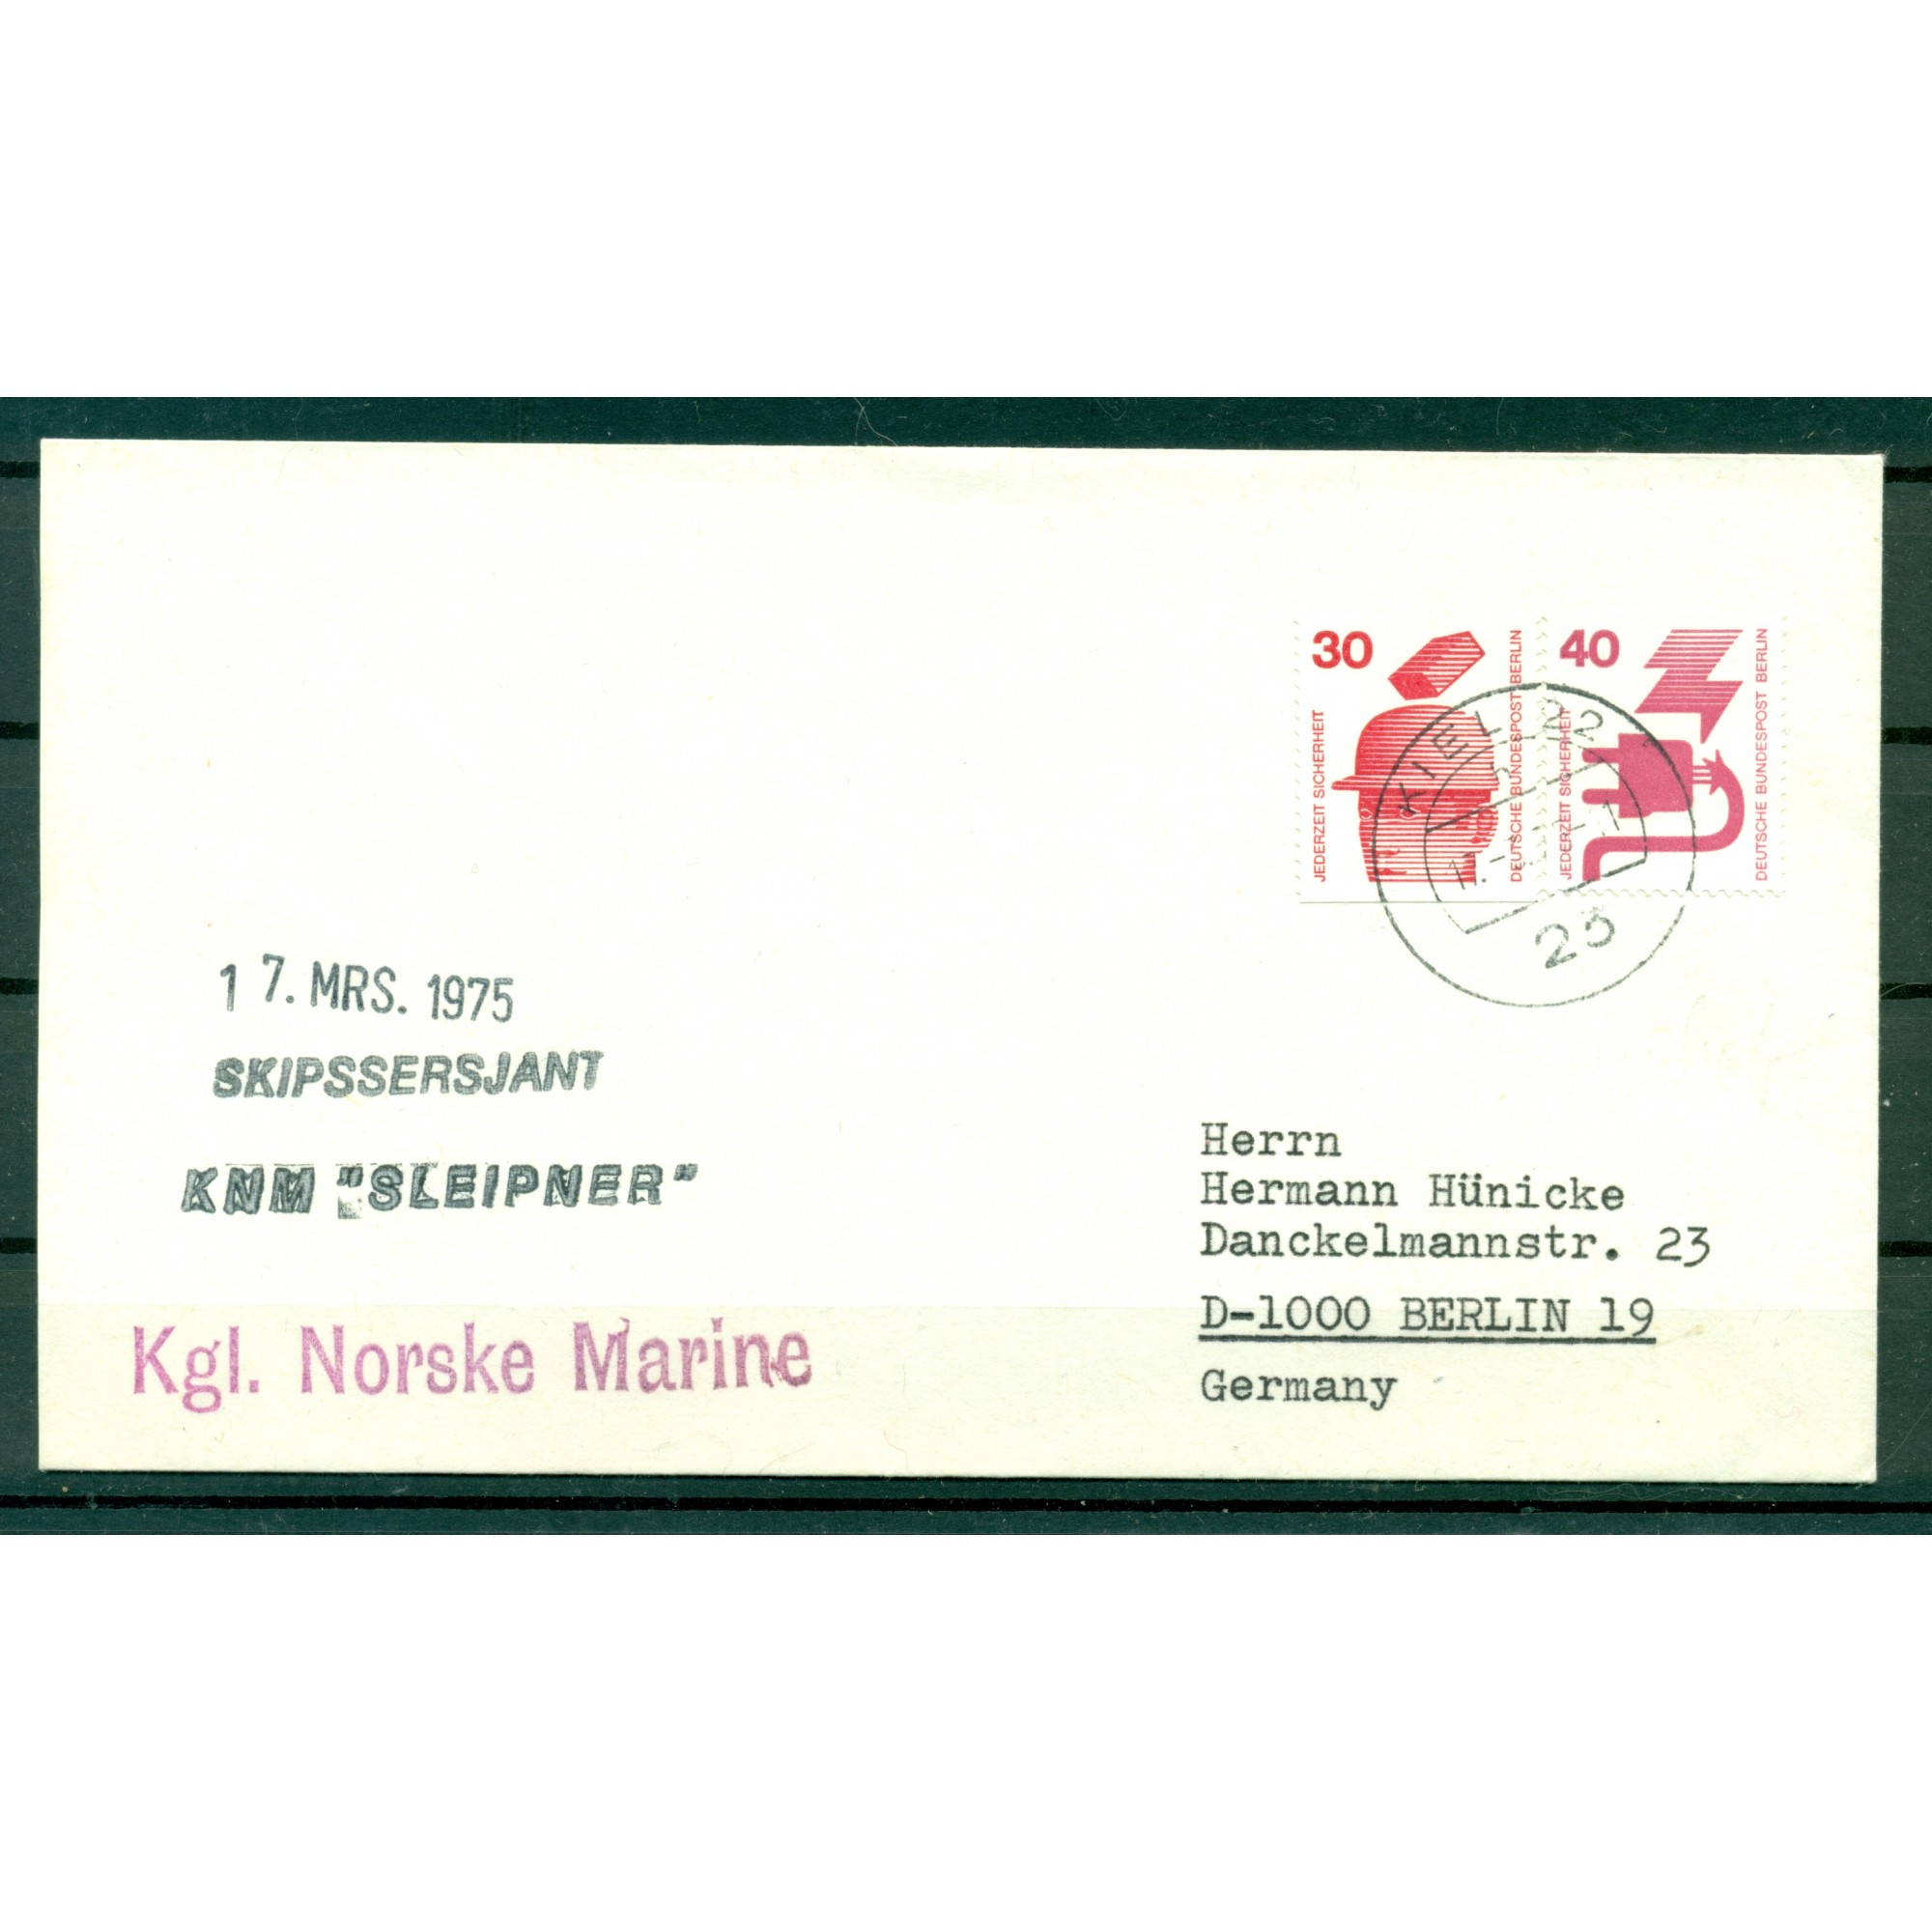 30
JEDERZEIT SICHERHEIT
DEUTSCHE BUNDESPOST BERLIN
40
JEDERZEIT SICHERHEIT
DEUTSCHE BUNDESPOST BERLIN
KIEL
23
17. MRS. 1975
SKIPSSERSJANT
KNM "SLEIPNER"
Kgl. Norske Marine
Herrn
Hermann Hünicke
Danckelmannstr. 23
D-1000 BERLIN 19
Germany